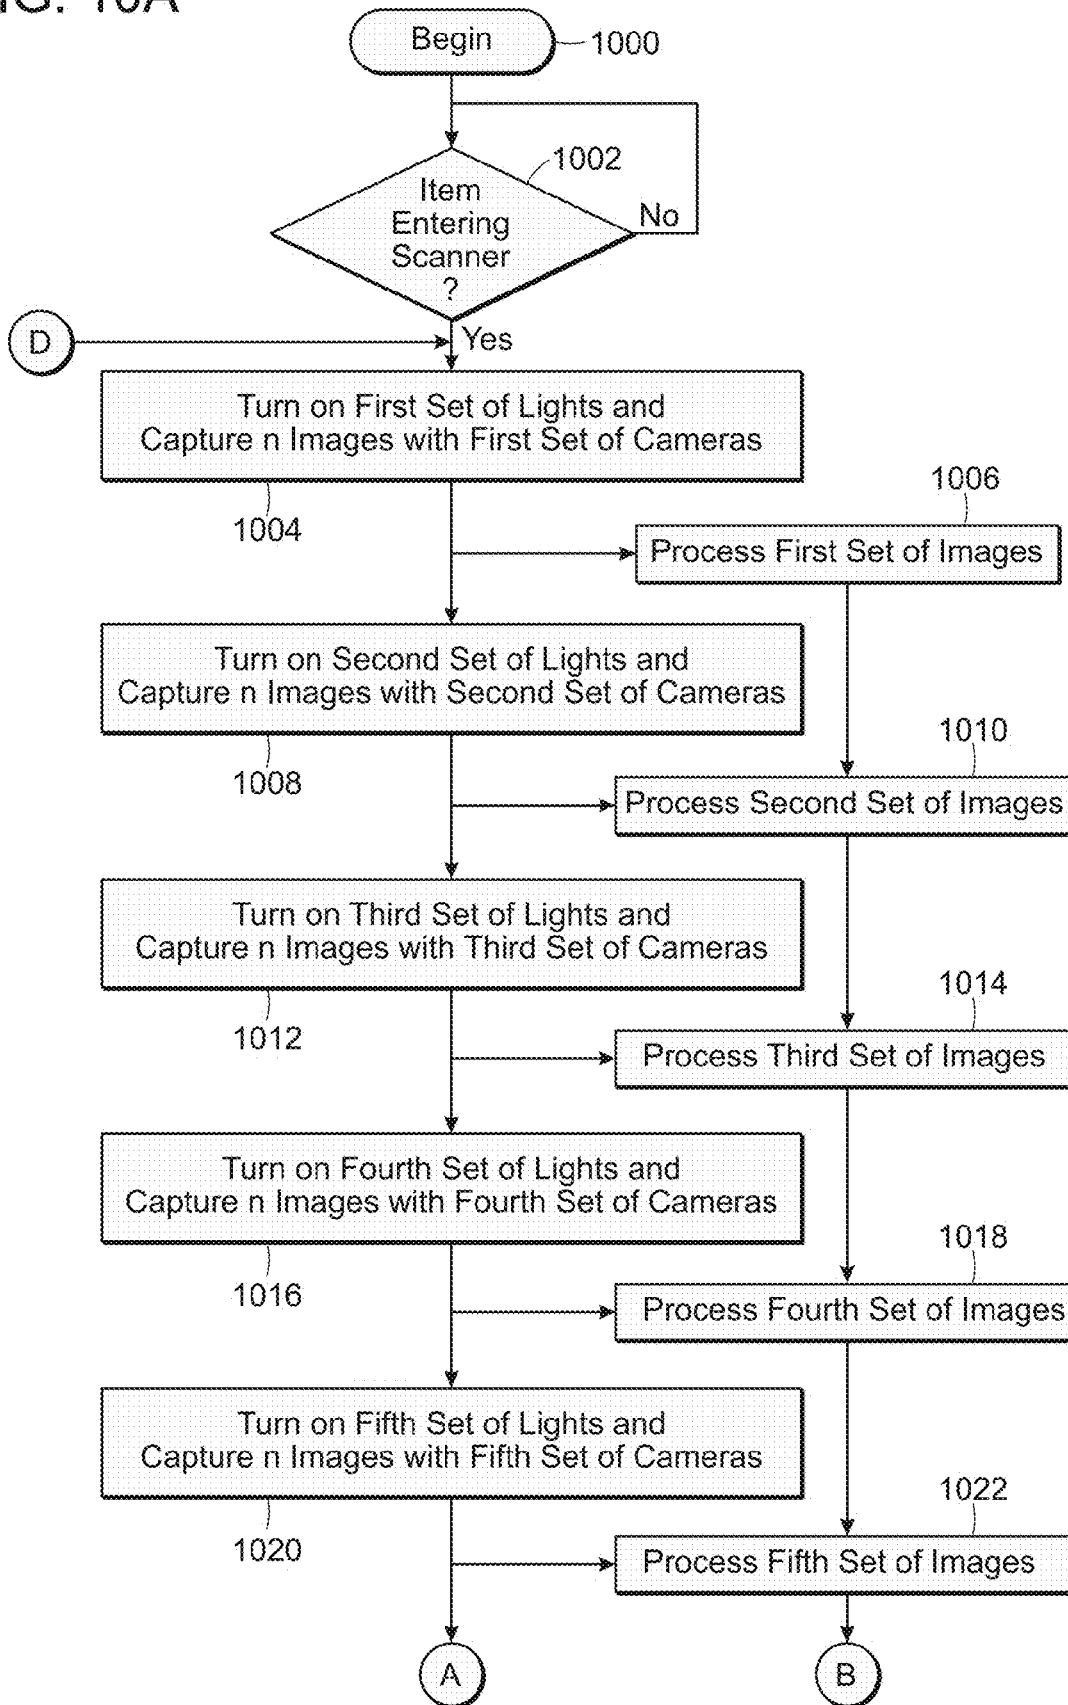 FIG. 10A
Begin
1000
1002
Item
Entering
Scanner
?
No
D
Yes
Turn on First Set of Lights and
Capture n Images with First Set of Cameras
1004
1006
Process First Set of Images
Turn on Second Set of Lights and
Capture n Images with Second Set of Cameras
1008
1010
Process Second Set of Images
Turn on Third Set of Lights and
Capture n Images with Third Set of Cameras
1012
1014
Process Third Set of Images
Turn on Fourth Set of Lights and
Capture n Images with Fourth Set of Cameras
1016
1018
Process Fourth Set of Images
Turn on Fifth Set of Lights and
Capture n Images with Fifth Set of Cameras
1020
1022
Process Fifth Set of Images
A
B